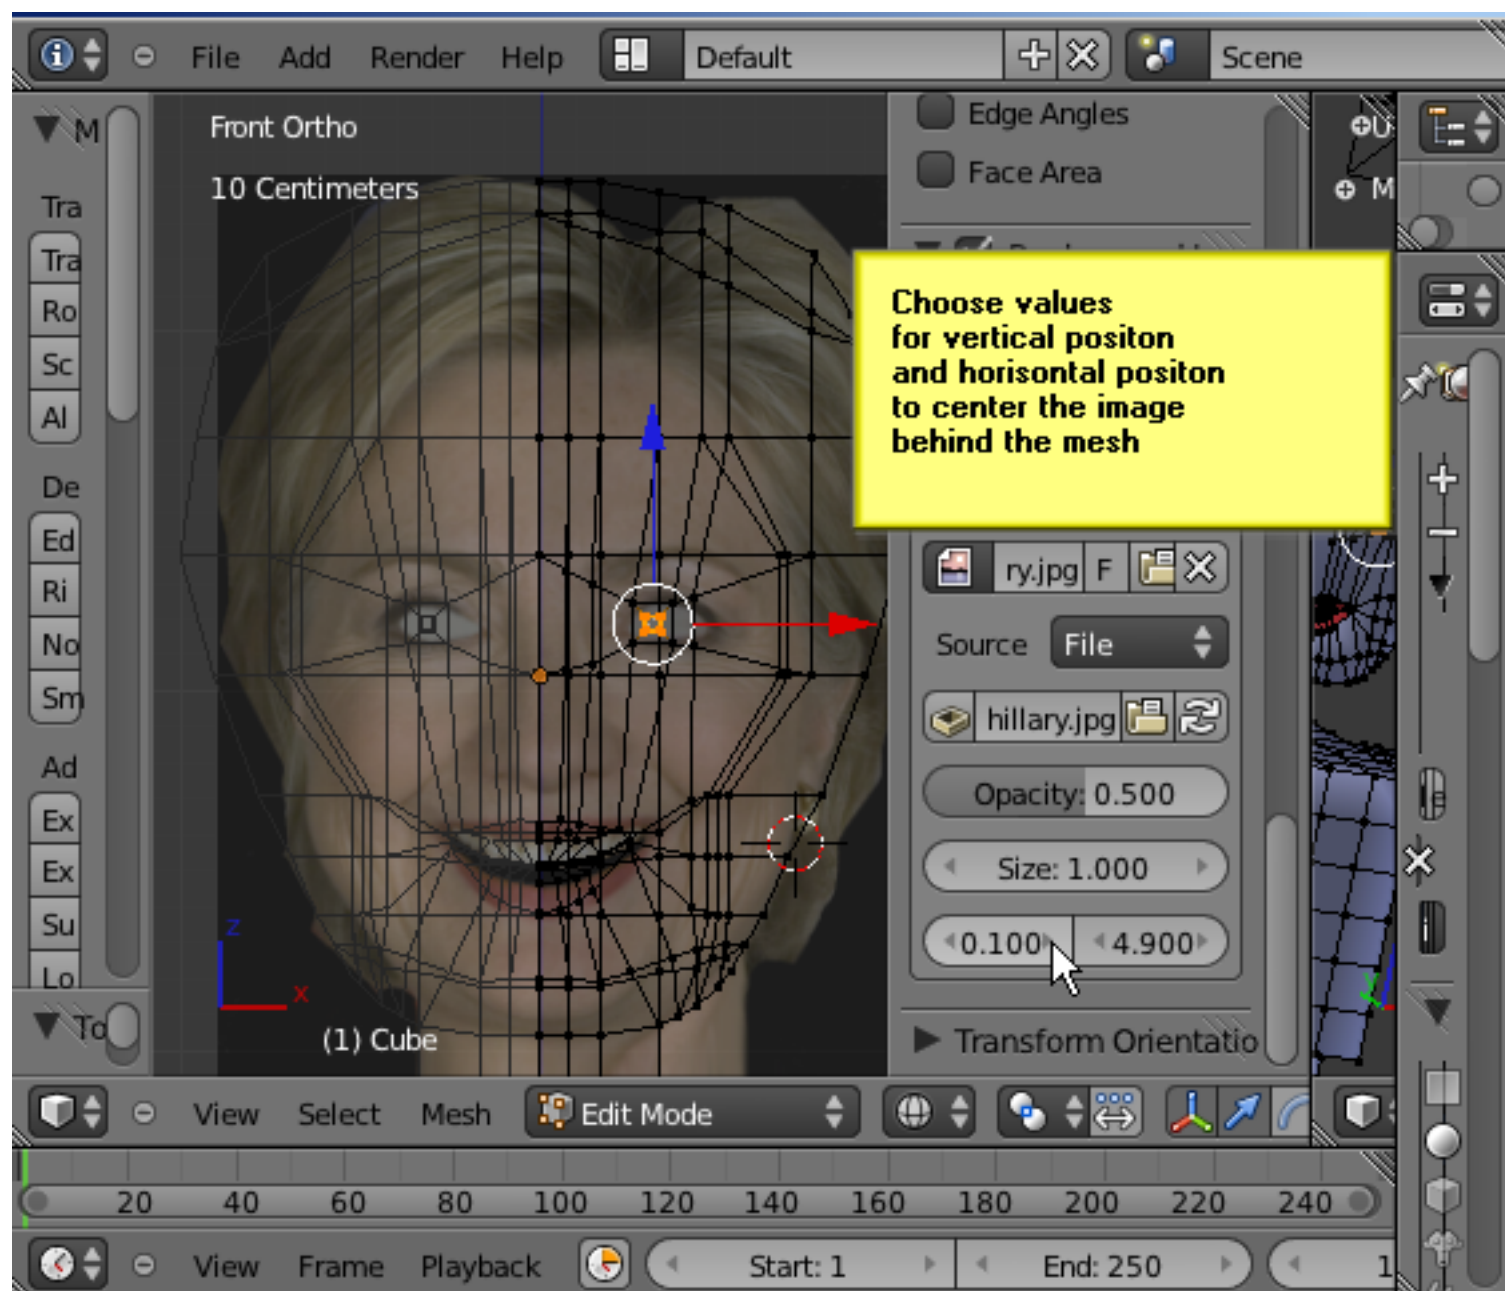 File Add Render Help Default Scene
M
Front Ortho
10 Centimeters
Tra
Tra
Ro
Sc
Al
De
Ed
Ri
No
Sm
Ad
Ex
Ex
Su
Lo
To
Edge Angles
Face Area
Choose values
for vertical positon
and horisontal positon
to center the image
behind the mesh
ry.jpg F
Source File
hillary.jpg
Opacity: 0.500
Size: 1.000
0.100 4.900
Transform Orientatio
M
z
x
y
(1) Cube
View Select Mesh Edit Mode
20 40 60 80 100 120 140 160 180 200 220 240
View Frame Playback Start: 1 End: 250 1